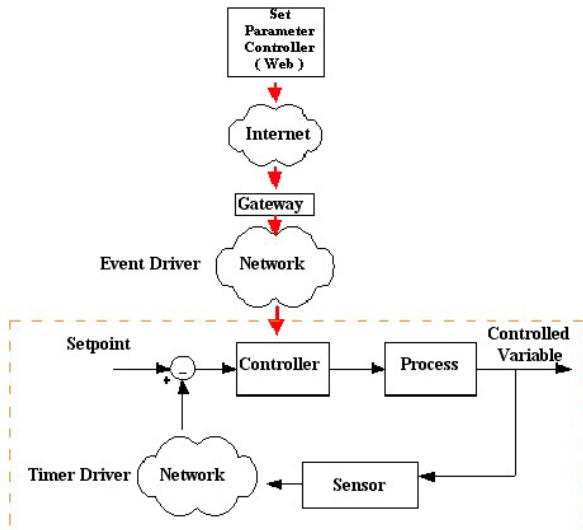 Set
Parameter
Controller
( Web )
Internet
Gateway
Event Driver
Network
Setpoint
Controller
Process
Controlled
Variable
+
−
Timer Driver
Network
Sensor